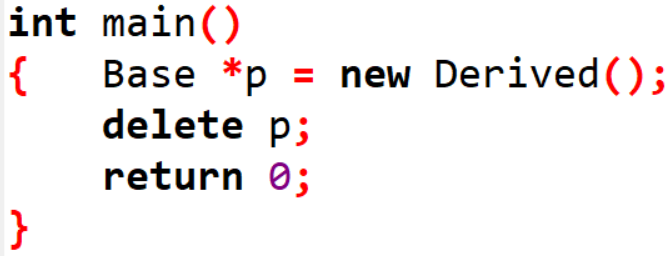 int main()
{   Base *p = new Derived();
    delete p;
    return 0;
}